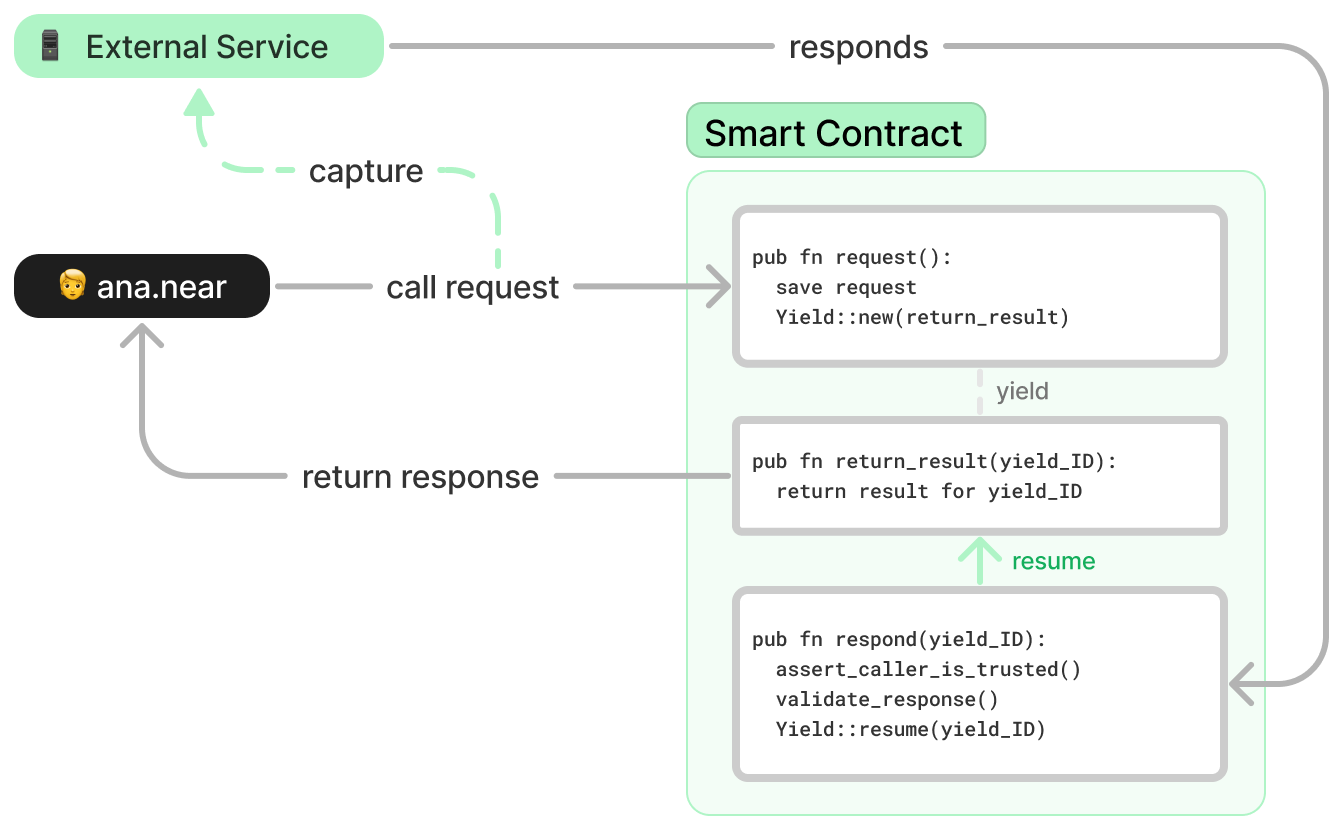 External Service
responds
Smart Contract
capture
ana.near
call request
pub fn request():
save request
Yield::new(return_result)
yield
pub fn return_result(yield_ID):
return result for yield_ID
return response
resume
pub fn respond(yield_ID):
assert_caller_is_trusted()
validate_response()
Yield::resume(yield_ID)